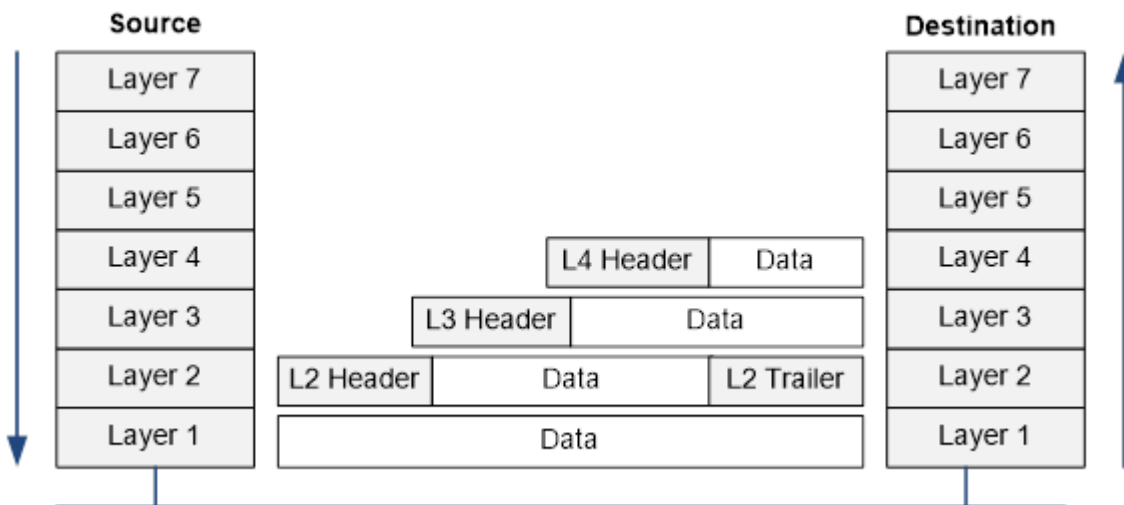 Source
Destination
Layer 7
Layer 7
Layer 6
Layer 6
Layer 5
Layer 5
Layer 4
L4 Header
Data
Layer 4
Layer 3
L3 Header
Data
Layer 3
Layer 2
L2 Header
Data
L2 Trailer
Layer 2
Layer 1
Data
Layer 1